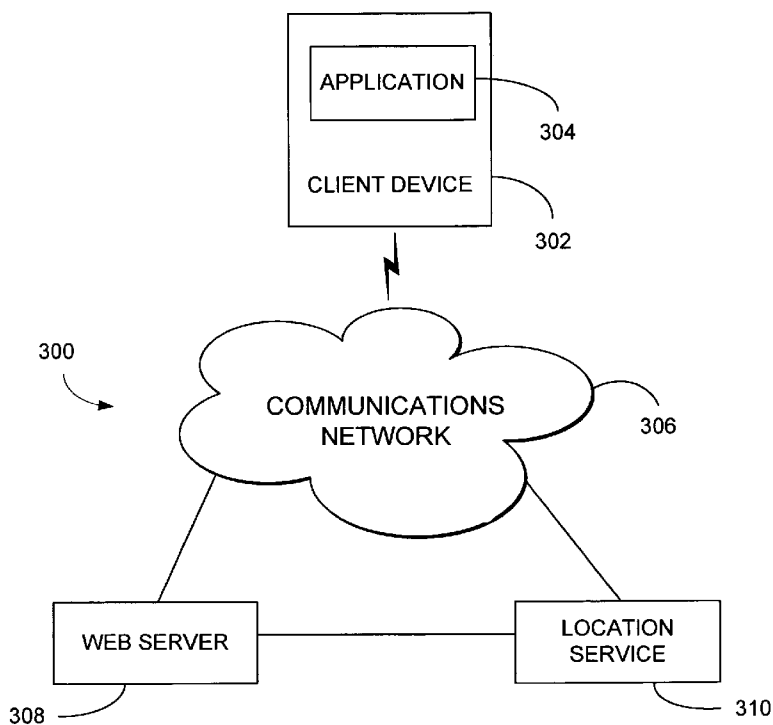 APPLICATION
304
CLIENT DEVICE
302
300
COMMUNICATIONS
NETWORK
306
WEB SERVER
308
LOCATION
SERVICE
310